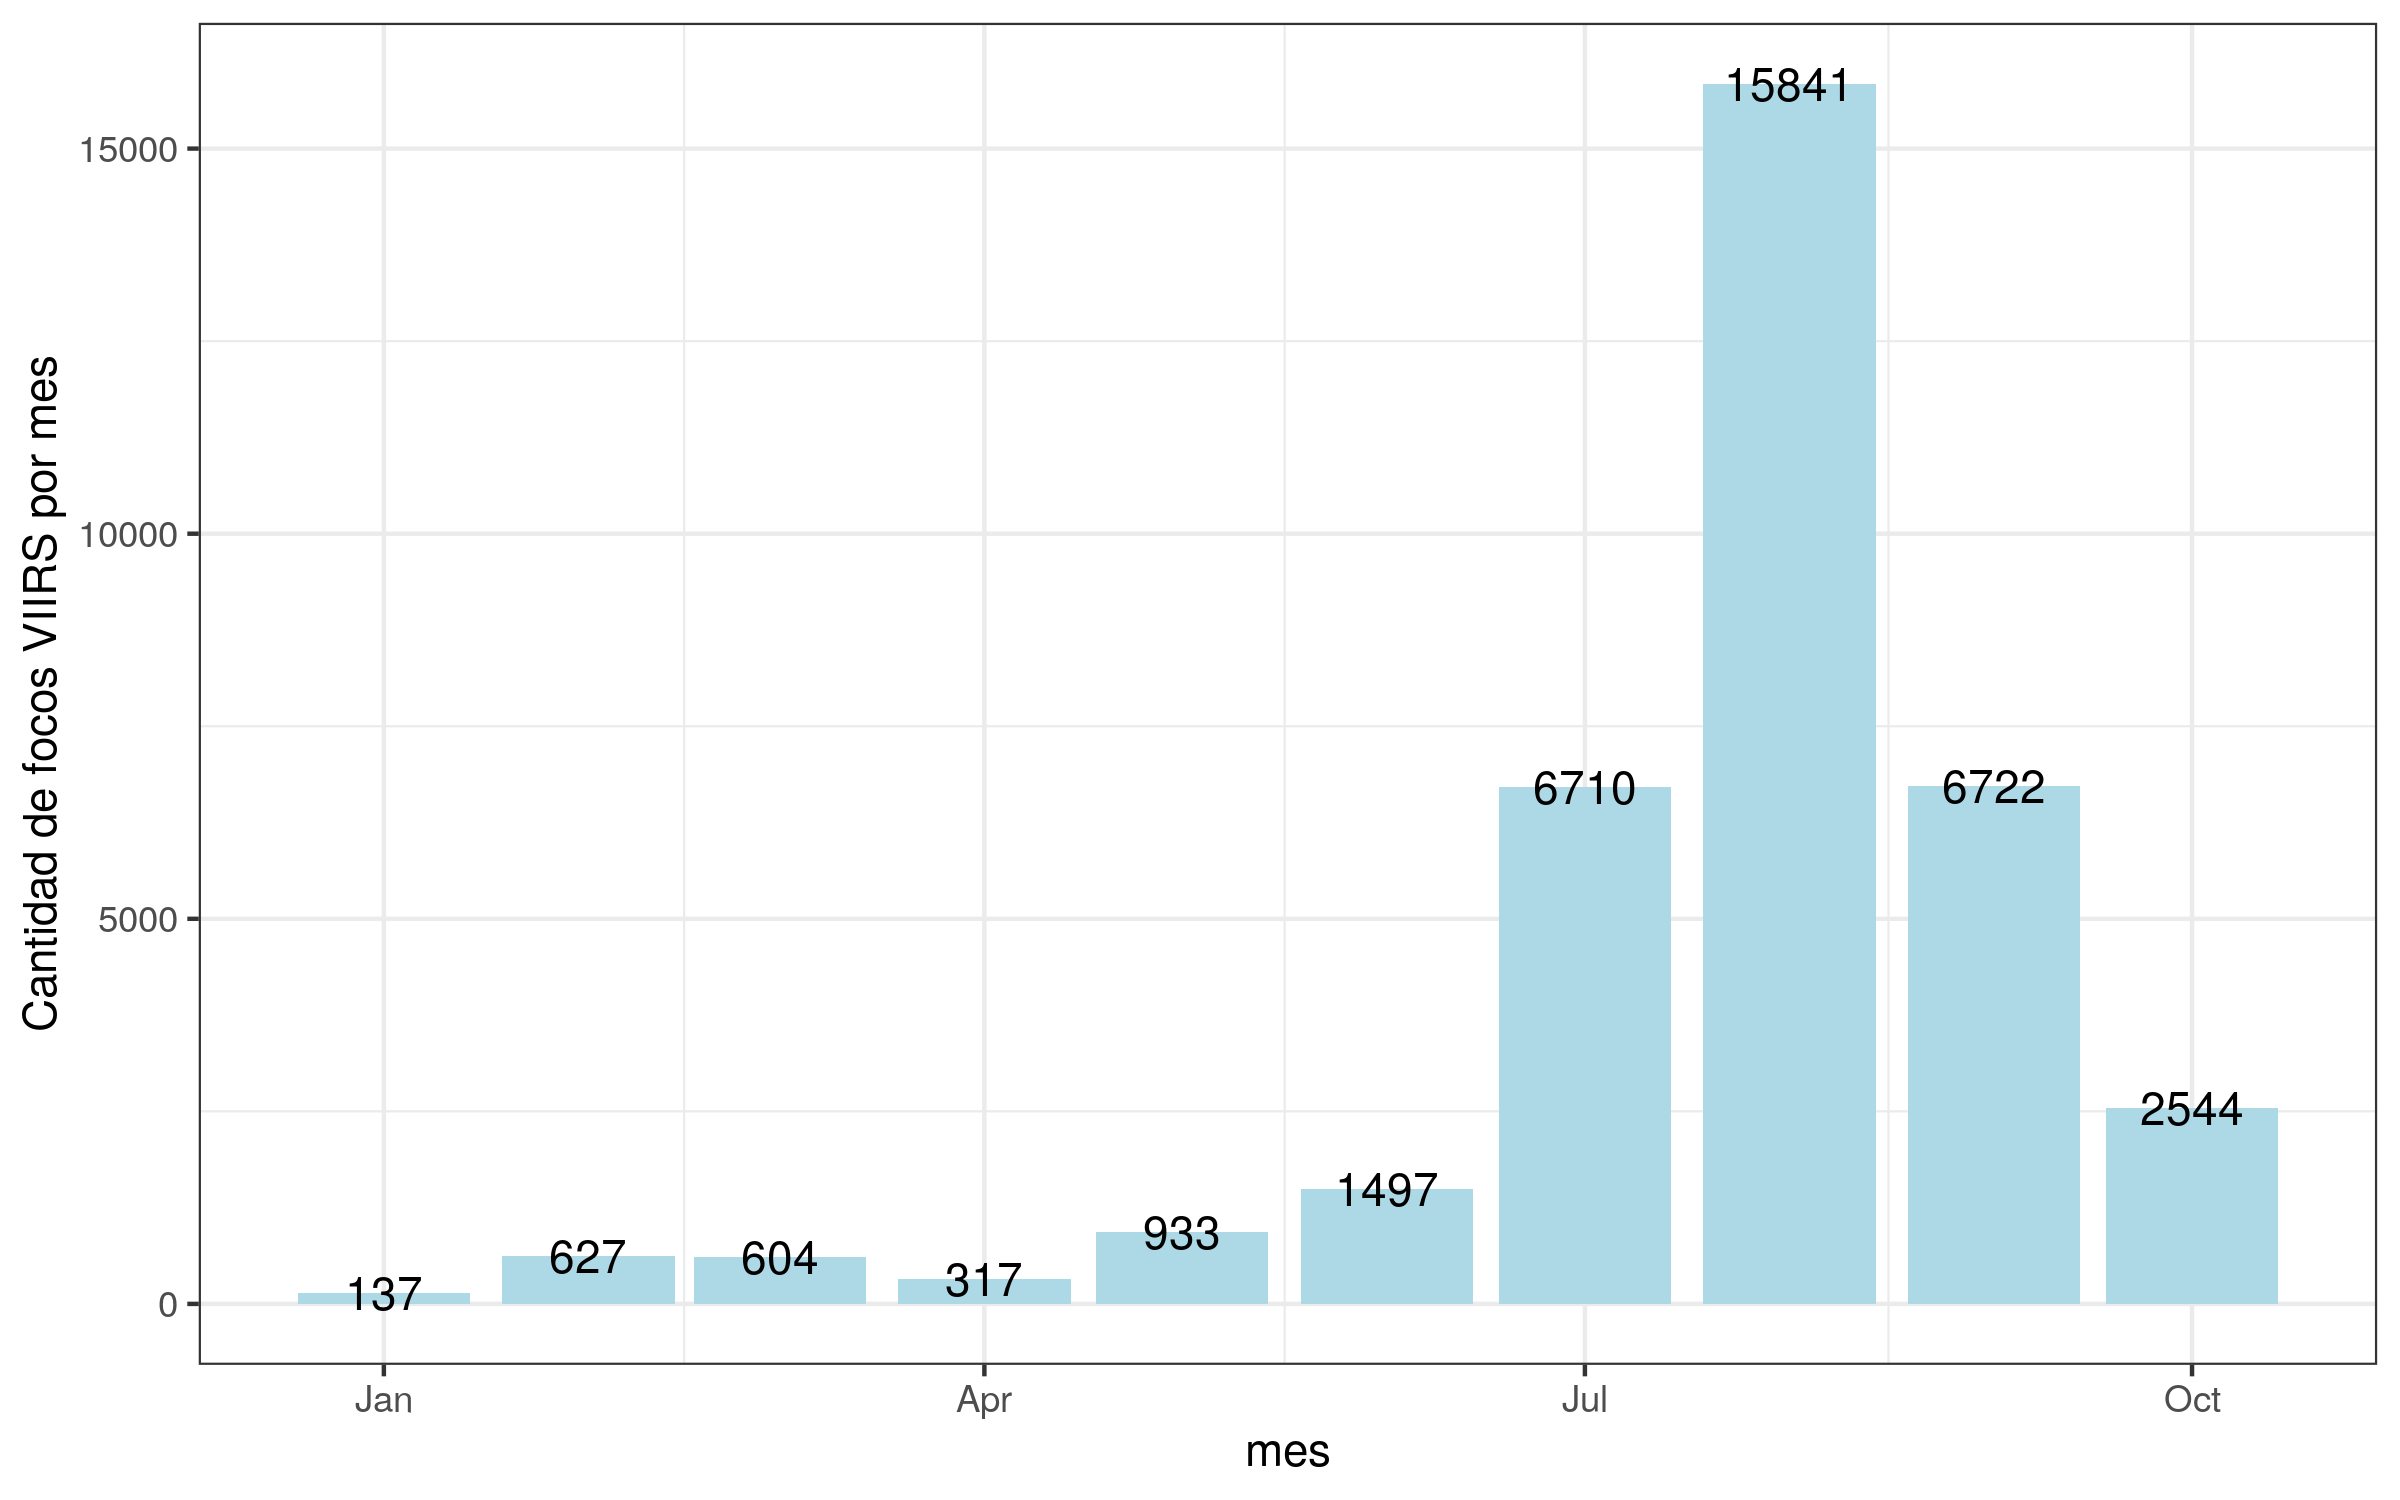 Cantidad de focos VIIRS por mes
15000
10000
5000
0
137
627
604
317
933
1497
6710
15841
6722
2544
Jan
Apr
Jul
Oct
mes